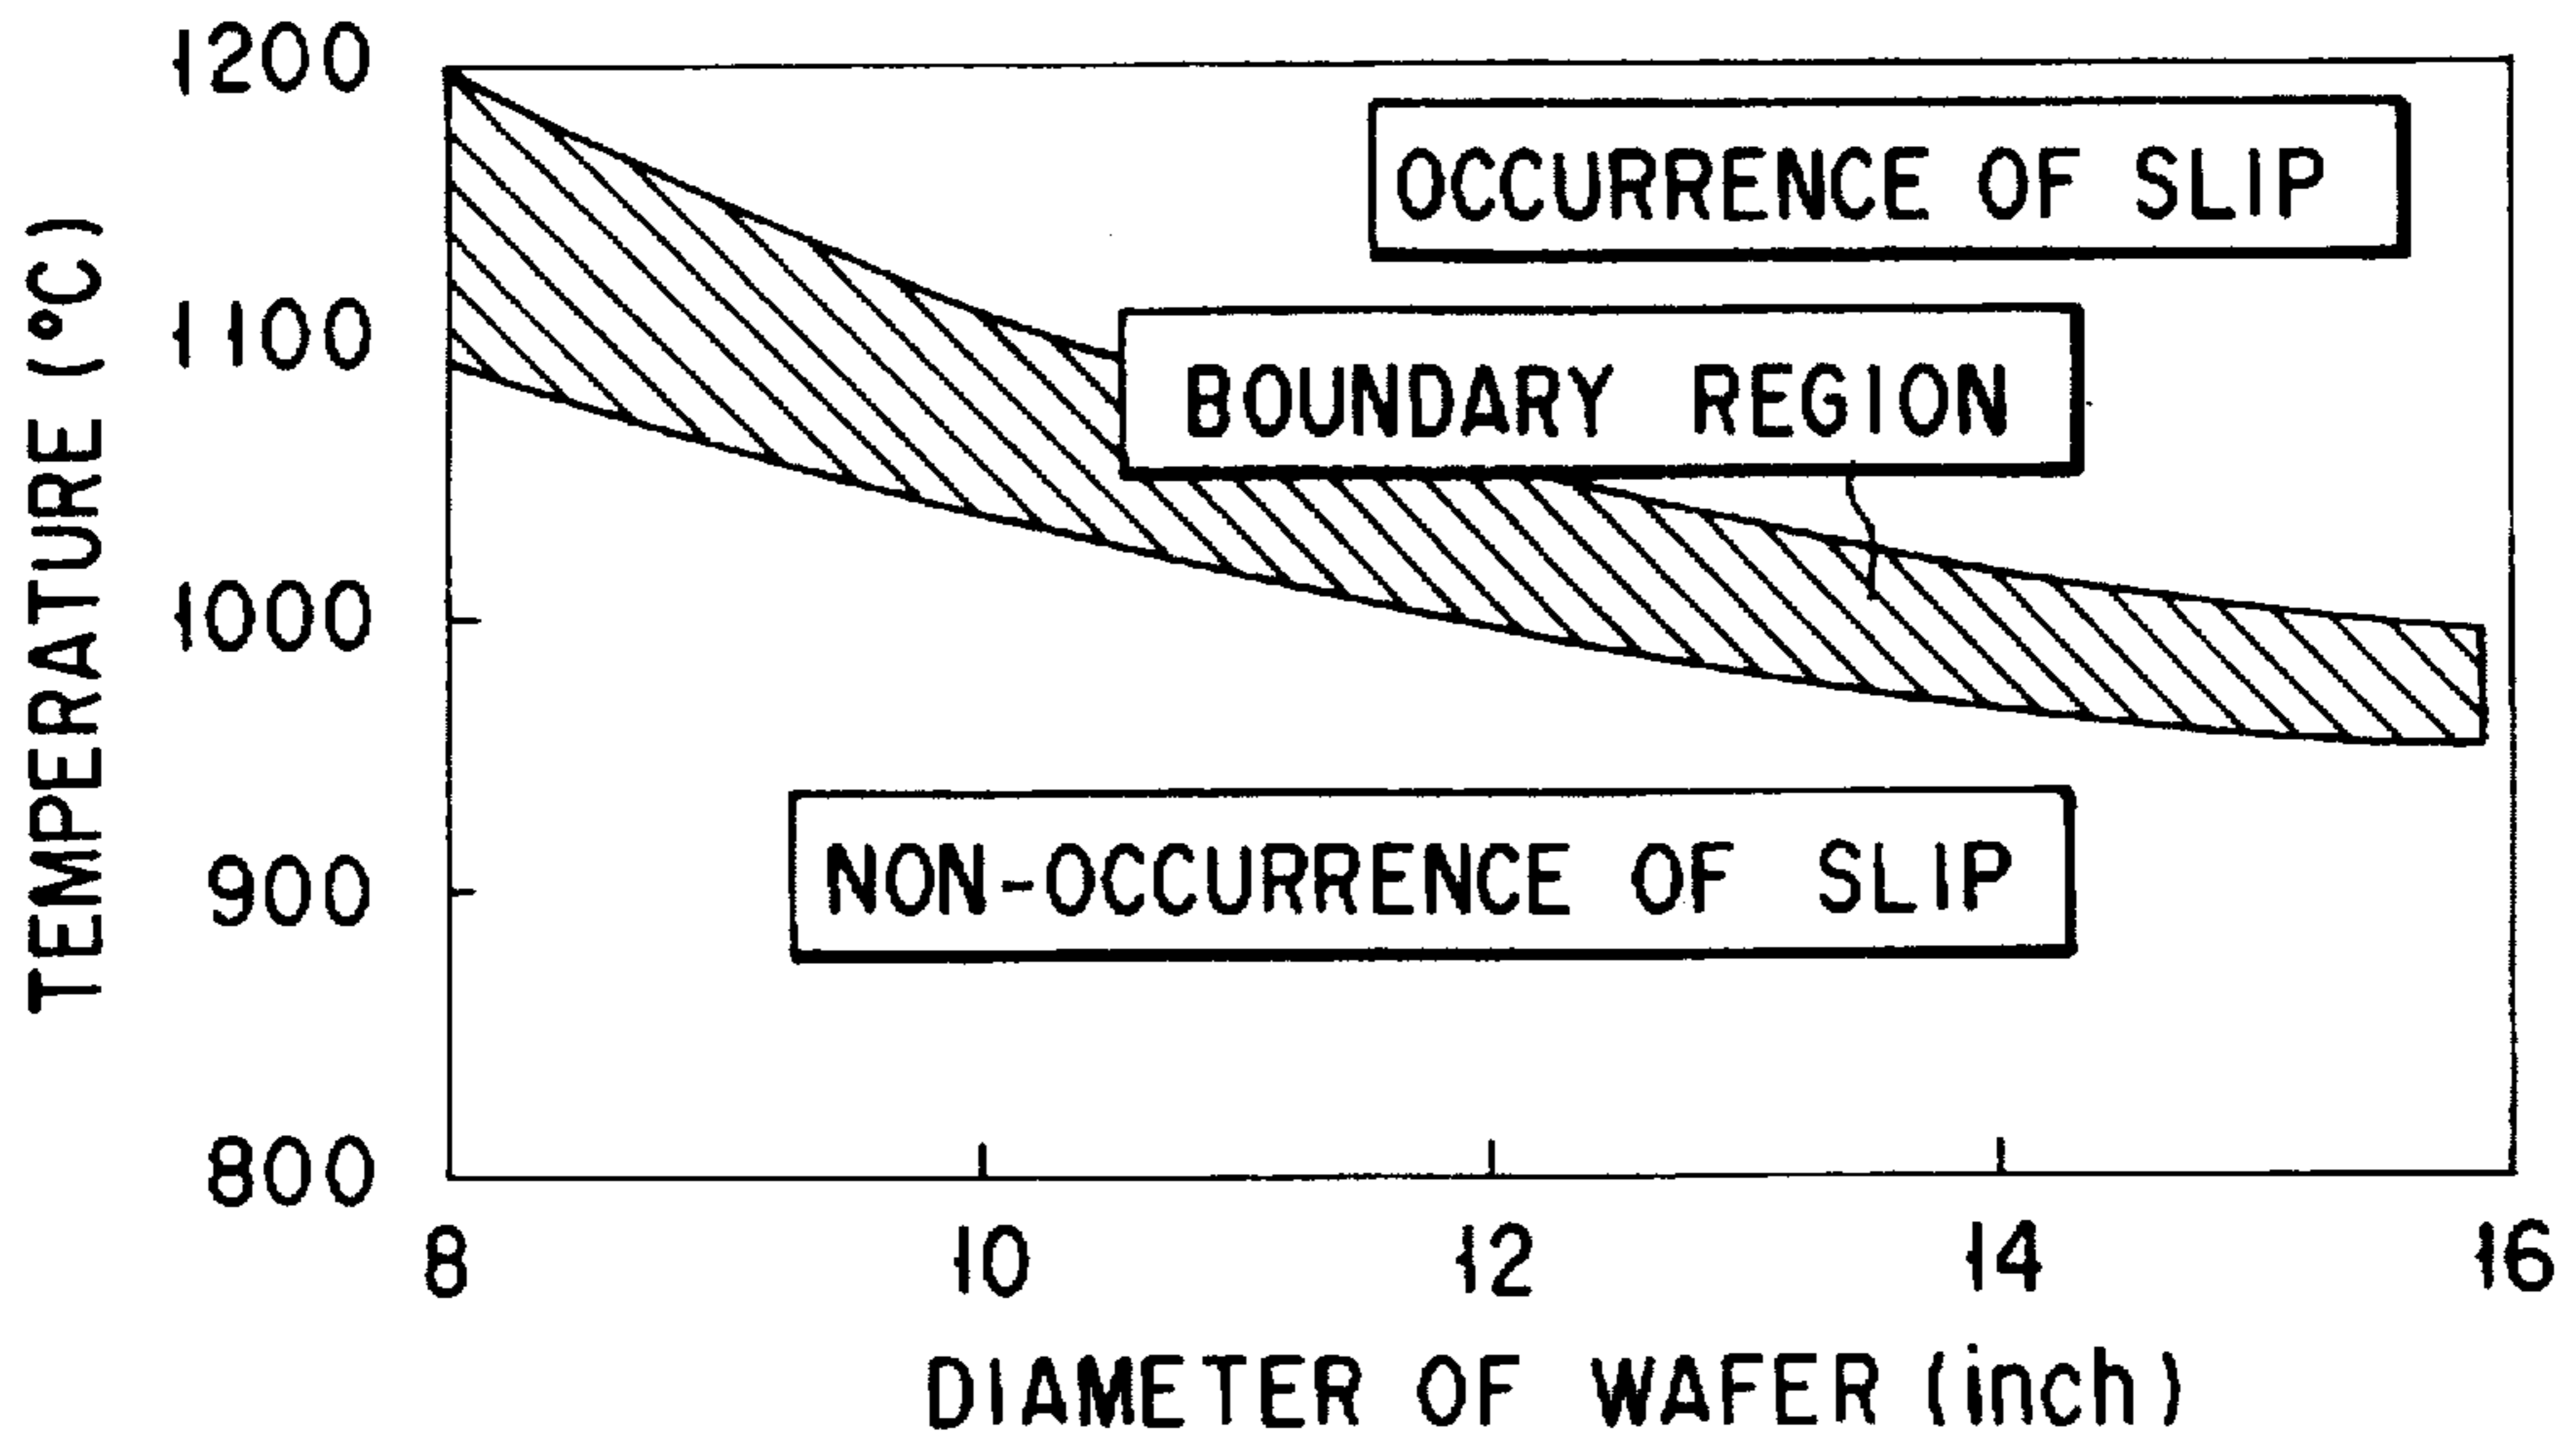 TEMPERATURE (°C)
1200
1100
1000
900
800
OCCURRENCE OF SLIP
BOUNDARY REGION
NON-OCCURRENCE OF SLIP
8 10 12 14 16
DIAMETER OF WAFER (inch)